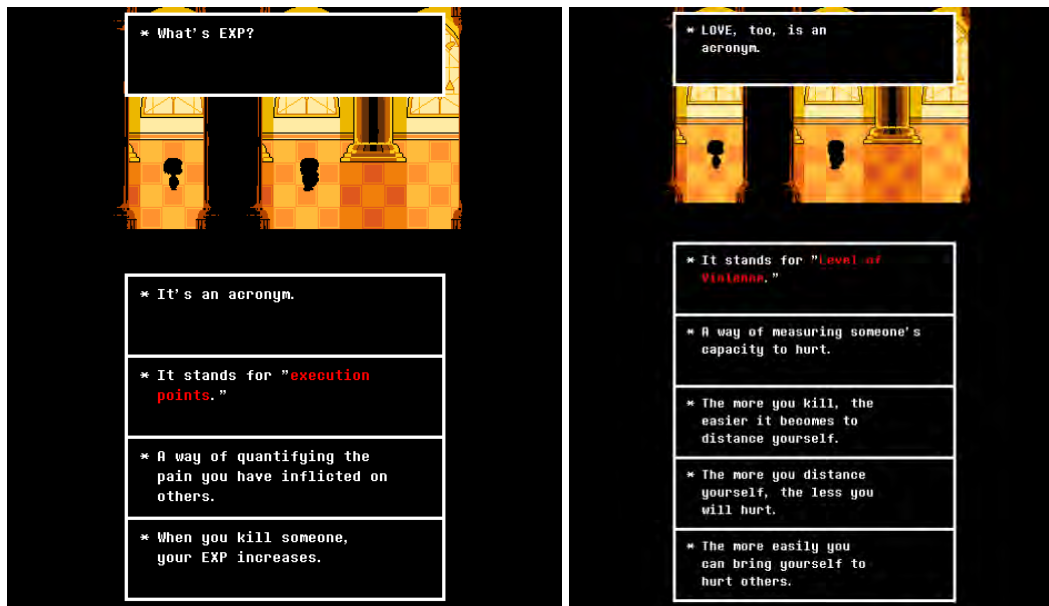 * What's EXP?
* It's an acronym.
* It stands for "execution
points."
* A way of quantifying the
pain you have inflicted on
others.
* When you kill someone,
your EXP increases.
* LOVE, too, is an
acronym.
* It stands for "Level of
Violence."
* A way of measuring someone's
capacity to hurt.
* The more you kill, the
easier it becomes to
distance yourself.
* The more you distance
yourself, the less you
will hurt.
* The more easily you
can bring yourself to
hurt others.